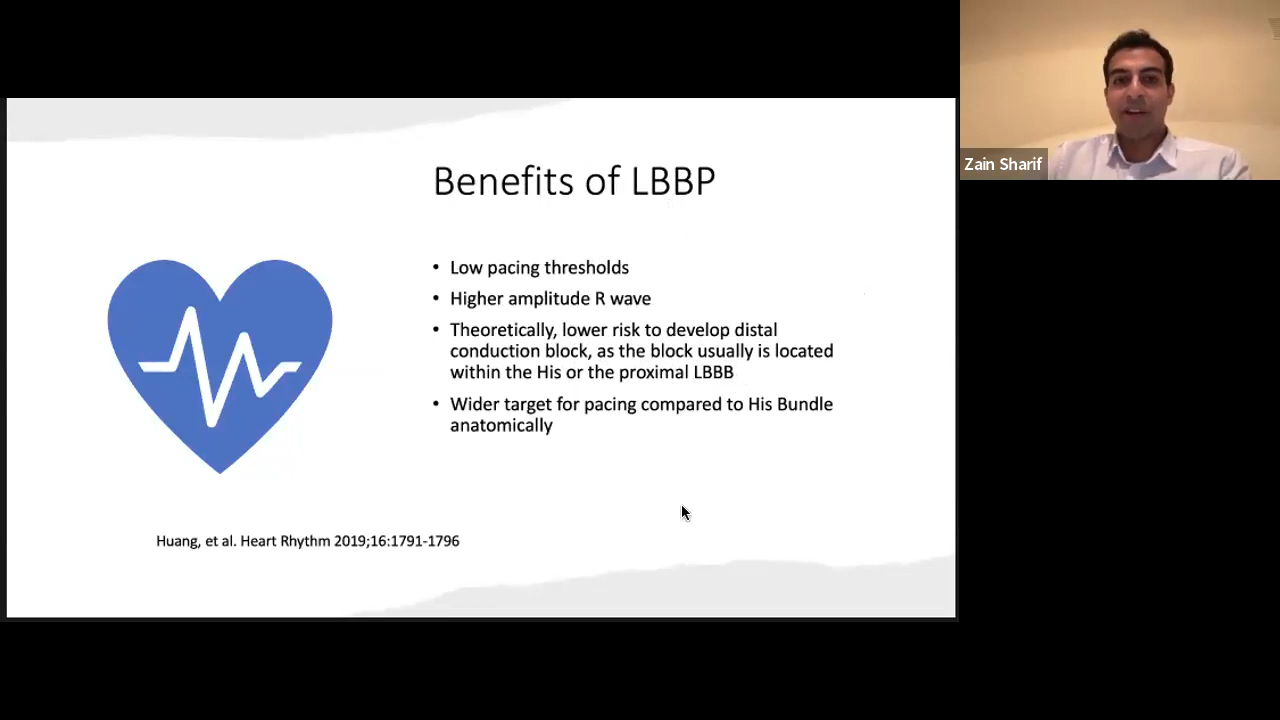 Zain Sharif
Benefits of LBBP
• Low pacing thresholds
• Higher amplitude R wave
• Theoretically, lower risk to develop distal
conduction block, as the block usually is located
within the His or the proximal LBBB
• Wider target for pacing compared to His Bundle
anatomically
Huang, et al. Heart Rhythm 2019;16:1791-1796